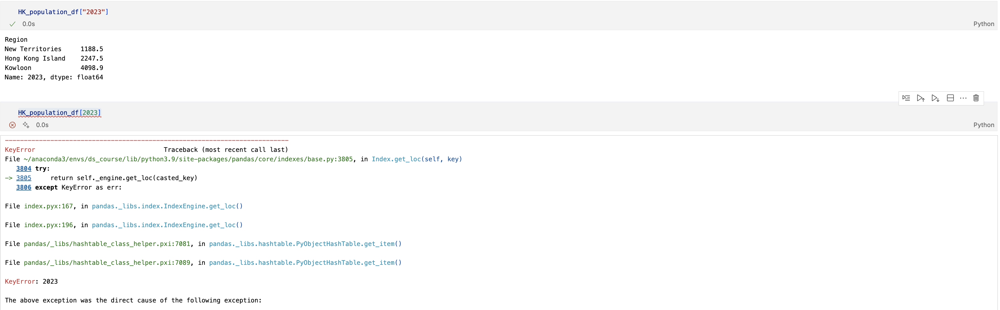 HK_population_df["2023"]
0.0s
Python
Region
New Territories     1188.5
Hong Kong Island    2247.5
Kowloon             4098.9
Name: 2023, dtype: float64
HK_population_df[2023]
0.0s
Python
---------------------------------------------------------------------------
KeyError                                  Traceback (most recent call last)
File ~/anaconda3/envs/ds_course/lib/python3.9/site-packages/pandas/core/indexes/base.py:3805, in Index.get_loc(self, key)
   3804 try:
-> 3805     return self._engine.get_loc(casted_key)
   3806 except KeyError as err:
File index.pyx:167, in pandas._libs.index.IndexEngine.get_loc()
File index.pyx:196, in pandas._libs.index.IndexEngine.get_loc()
File pandas/_libs/hashtable_class_helper.pxi:7081, in pandas._libs.hashtable.PyObjectHashTable.get_item()
File pandas/_libs/hashtable_class_helper.pxi:7089, in pandas._libs.hashtable.PyObjectHashTable.get_item()
KeyError: 2023
The above exception was the direct cause of the following exception: